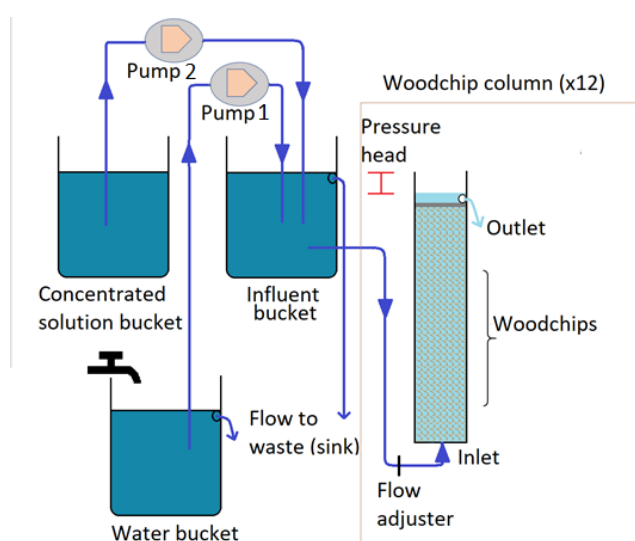 Pump 2
Pump 1
Woodchip column (x12)
Pressure
head
Outlet
Concentrated
solution bucket
Influent
bucket
Woodchips
Flow to
waste (sink)
Inlet
Flow
adjuster
Water bucket